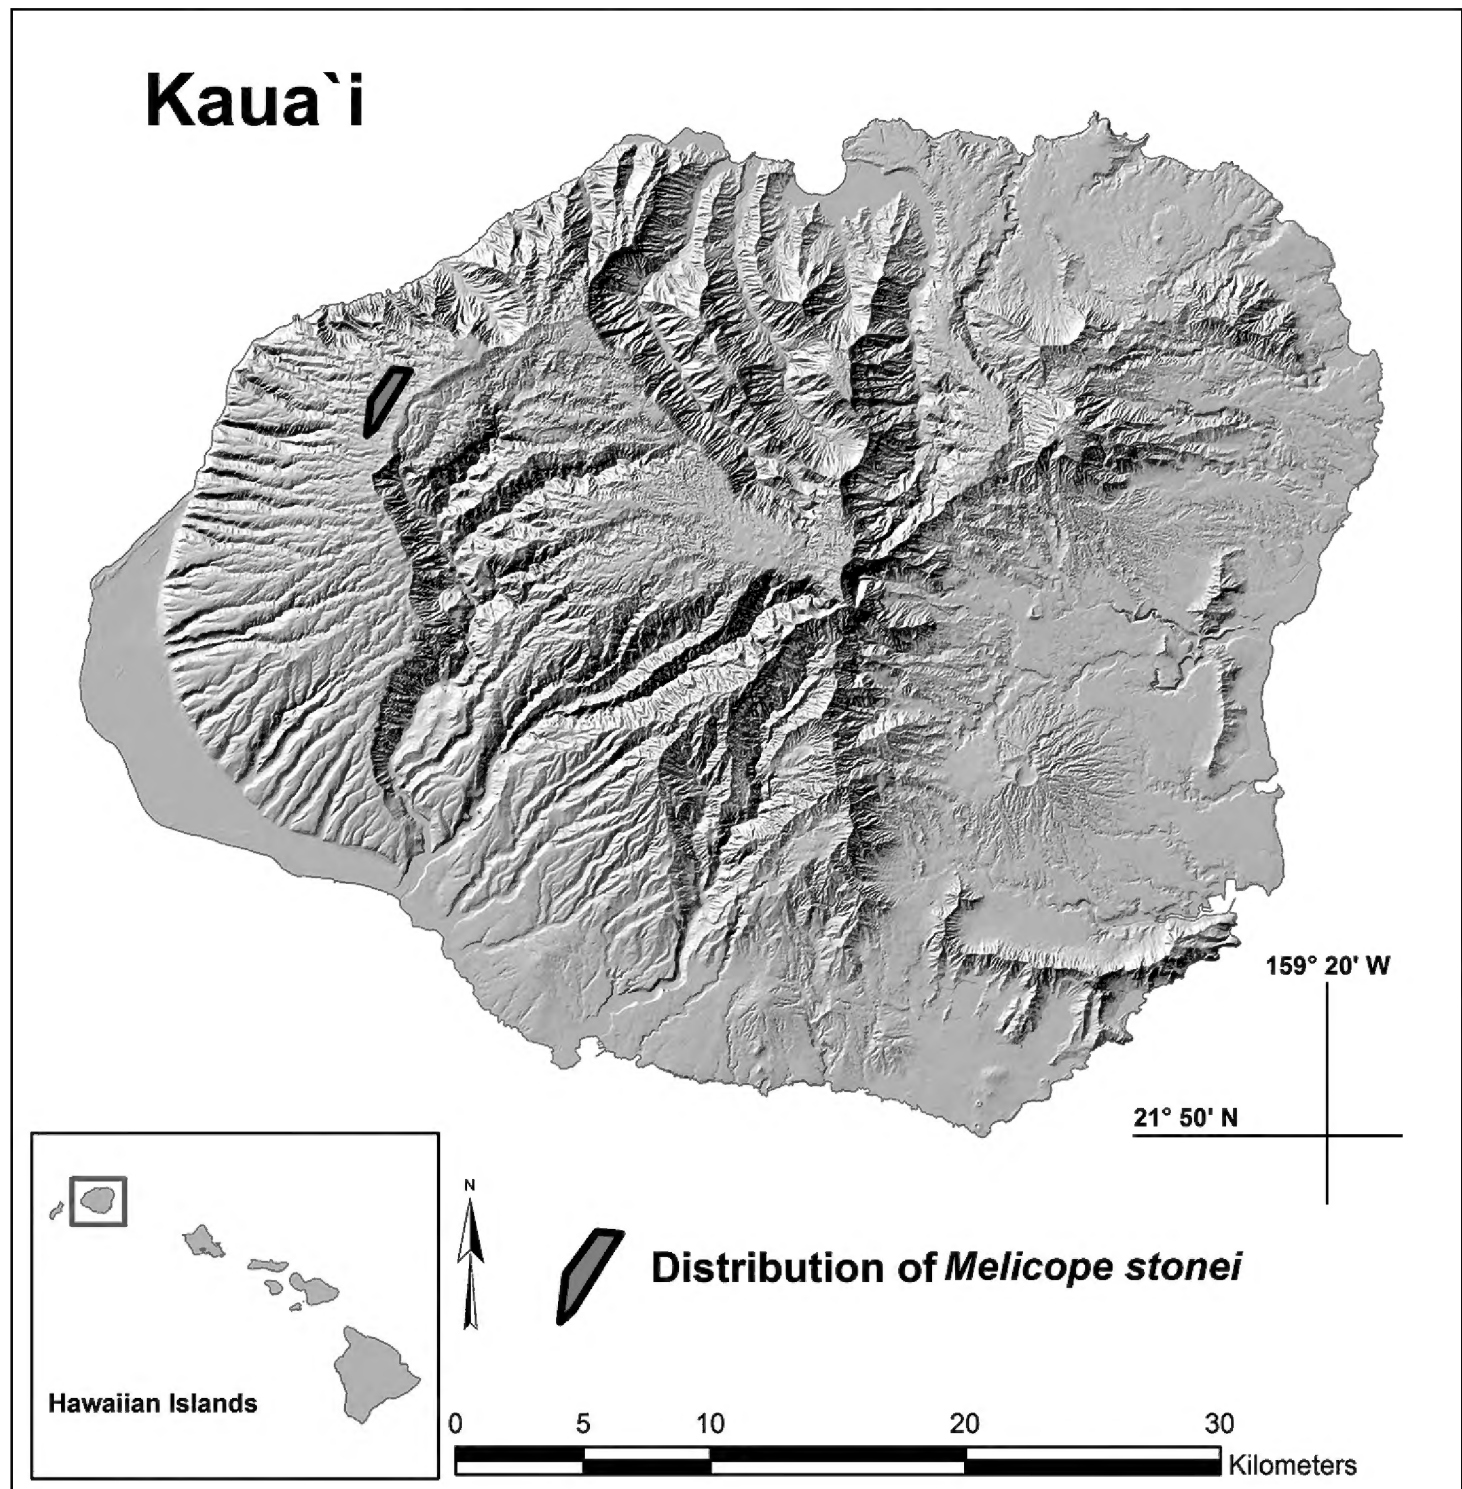 Kaua`i
159° 20' W
21° 50' N
N
Distribution of Melicope stonei
Hawaiian Islands
0 5 10 20 30
Kilometers